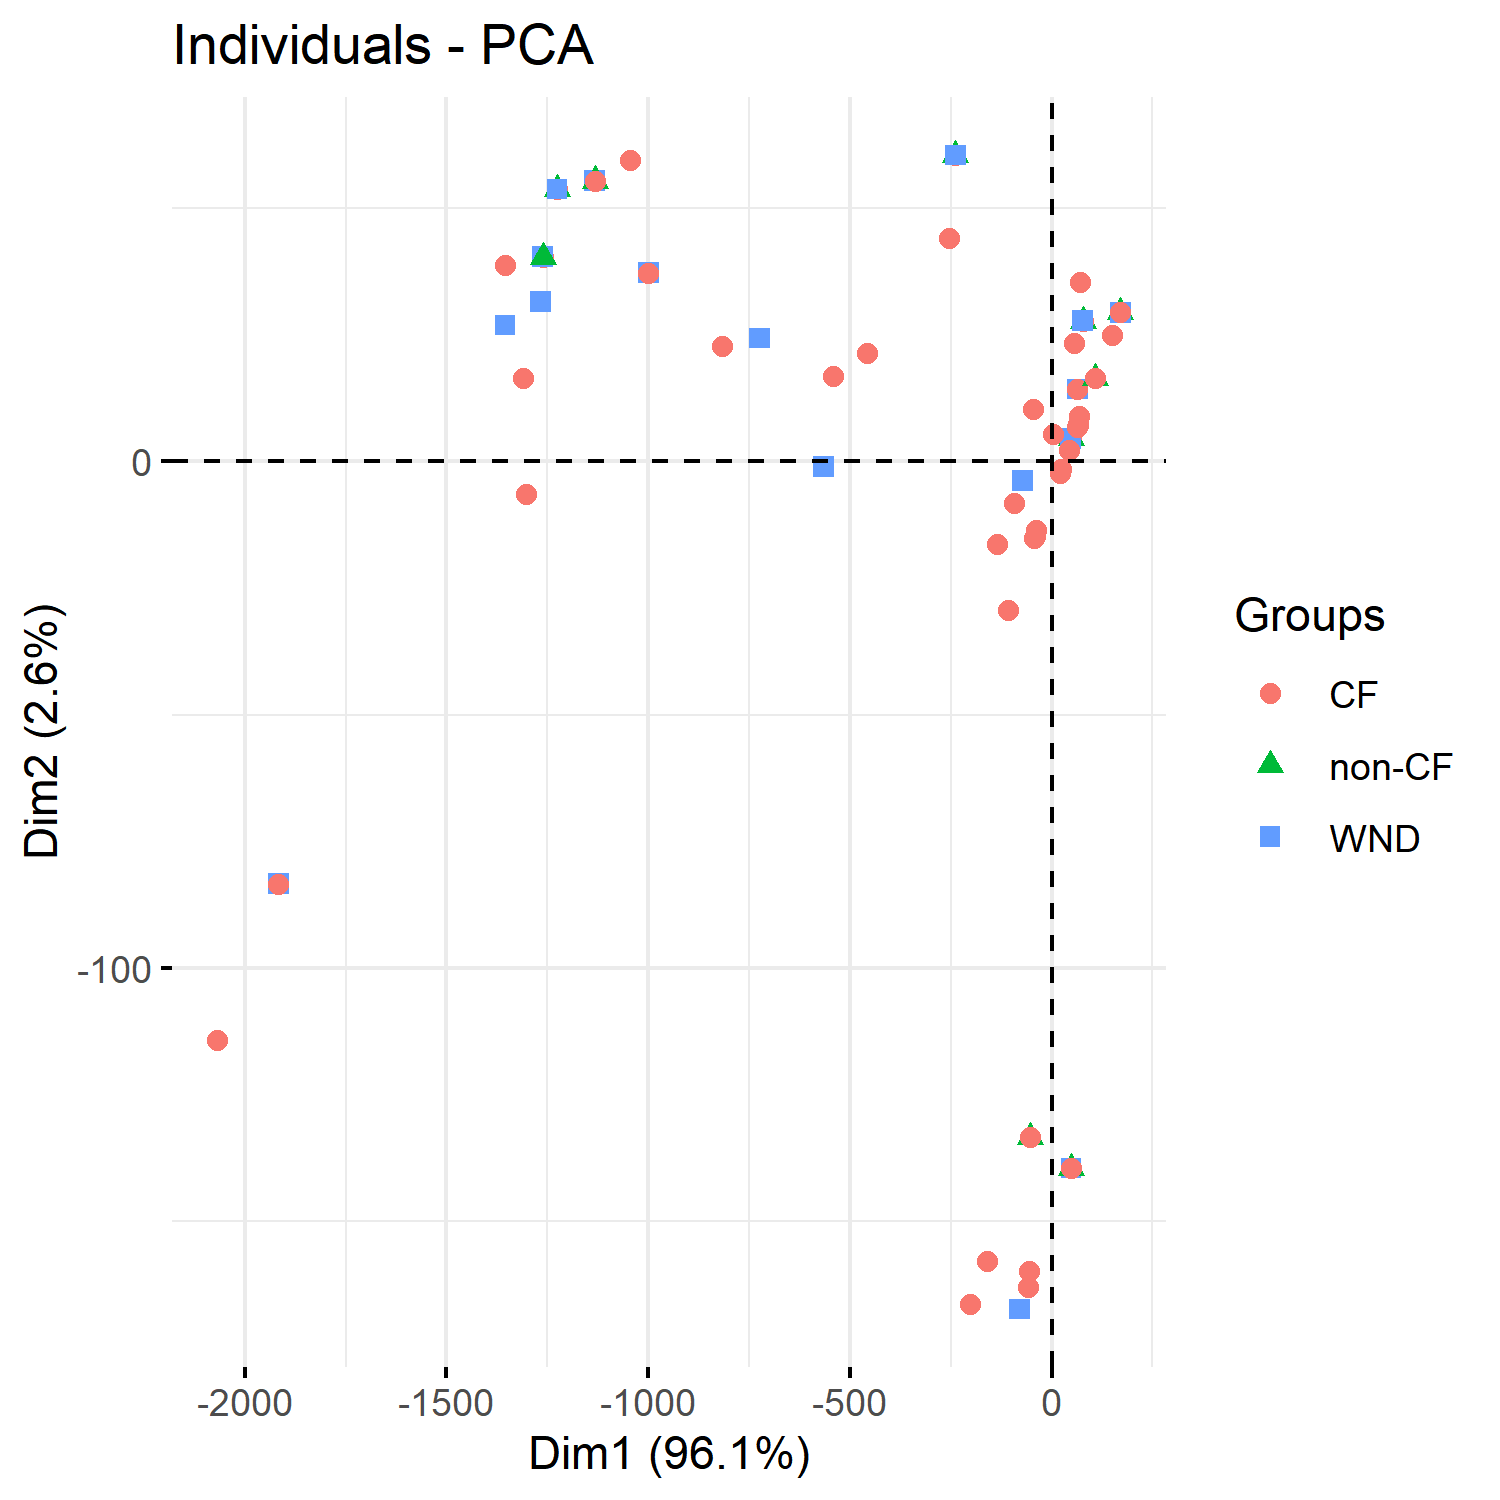 Individuals - PCA
0
-100
Dim2 (2.6%)
-2000
-1500
-1000
-500
0
Dim1 (96.1%)
Groups
CF
non-CF
WND